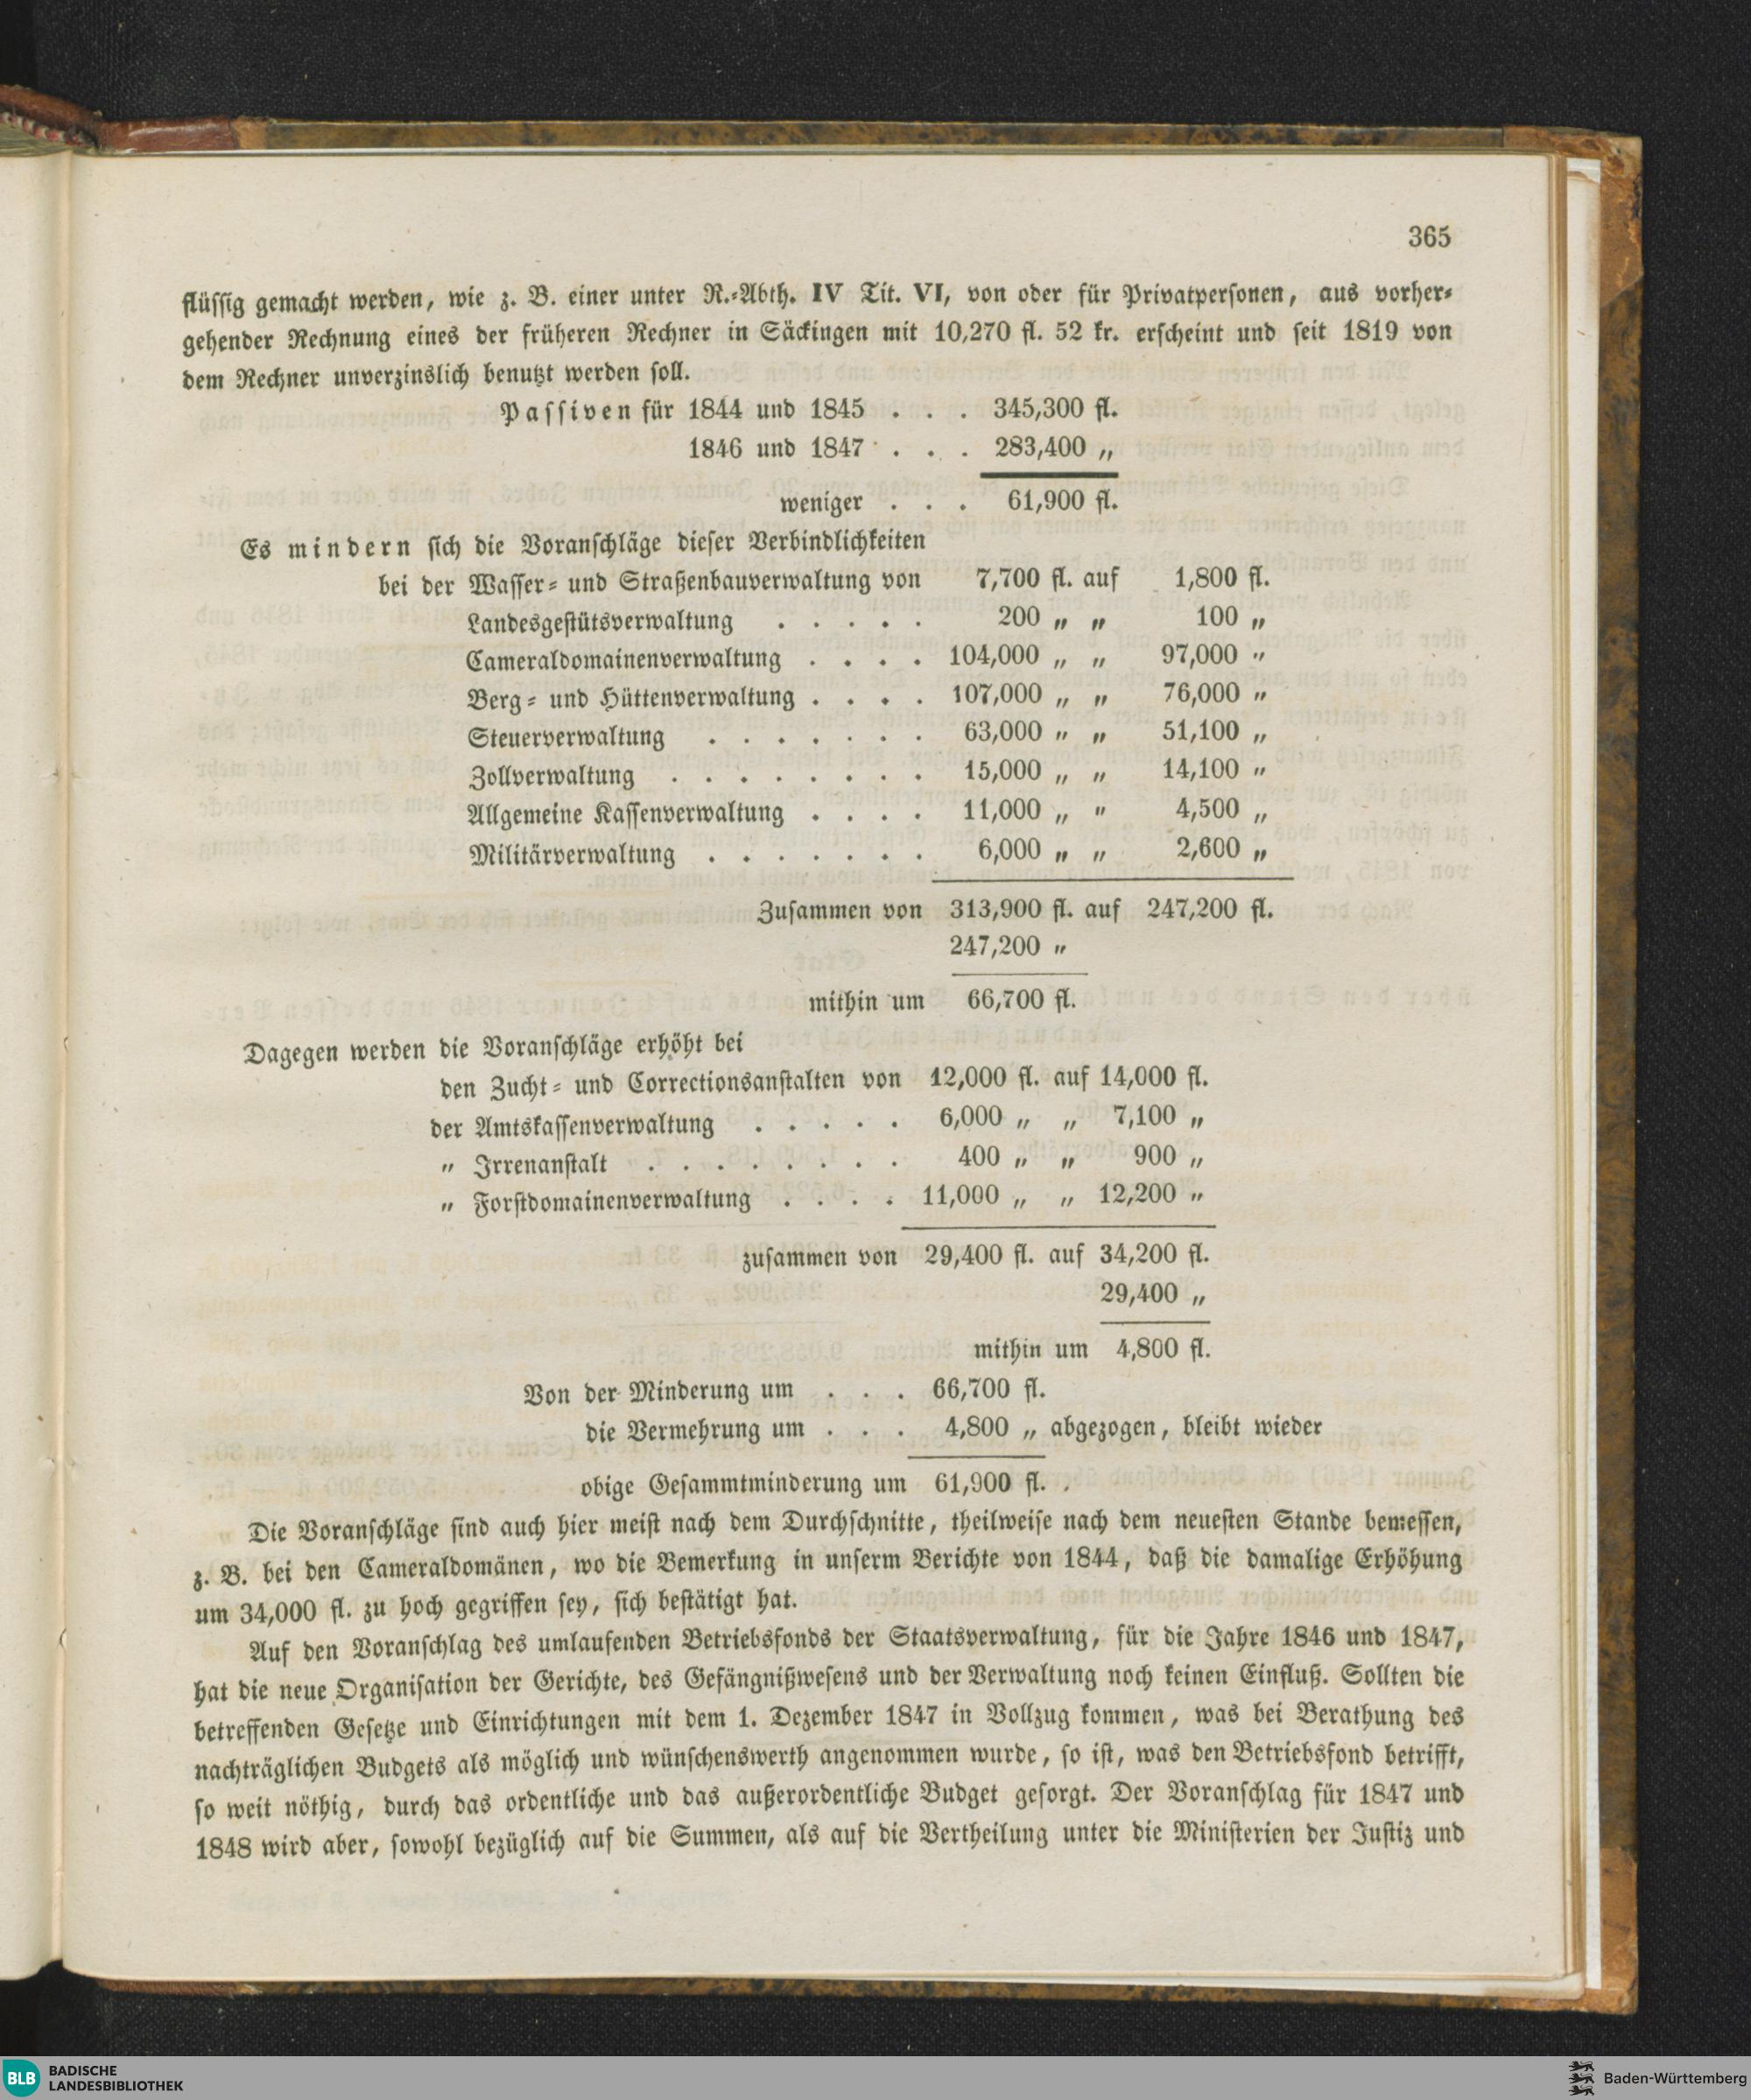 365
flüssig gemacht werden, wie z. B. einer unter R.-Abth. IV Tit. VI, von oder für Privatpersonen, aus vorher-
gehender Rechnung eines der früheren Rechner in Säckingen mit 10,270 fl. 52 kr. erscheint und seit 1819 von
dem Rechner unverzinslich benutzt werden soll.
Passiven für 1844 und 1845 . . . 345,300 fl.
1846 und 1847 . . . 283,400 „
weniger . . . 61,900 fl.
Es mindern sich die Voranschläge dieser Verbindlichkeiten
bei der Wasser- und Straßenbauverwaltung von 7,700 fl. auf 1,800 fl.
Landesgestütsverwaltung . . . . . 200 „ „ 100 „
Cameraldomainenverwaltung . . . . 104,000 „ „ 97,000 „
Berg- und Hüttenverwaltung . . . . 107,000 „ „ 76,000 „
Steuerverwaltung . . . . . . . 63,000 „ „ 51,100 „
Zollverwaltung . . . . . . . . 15,000 „ „ 14,100 „
Allgemeine Kassenverwaltung . . . . 11,000 „ „ 4,500 „
Militärverwaltung . . . . . . . 6,000 „ „ 2,600 „
Zusammen von 313,900 fl. auf 247,200 fl.
247,200 „
mithin um 66,700 fl.
Dagegen werden die Voranschläge erhöht bei
den Zucht- und Correctionsanstalten von 12,000 fl. auf 14,000 fl.
der Amtskassenverwaltung . . . . . 6,000 „ „ 7,100 „
„ Irrenanstalt . . . . . . . . 400 „ „ 900 „
„ Forstdomainenverwaltung . . . . 11,000 „ „ 12,200 „
zusammen von 29,400 fl. auf 34,200 fl.
29,400 „
mithin um 4,800 fl.
Von der Minderung um . . . 66,700 fl.
die Vermehrung um . . . 4,800 „ abgezogen, bleibt wieder
obige Gesammtminderung um 61,900 fl. .
Die Voranschläge sind auch hier meist nach dem Durchschnitte, theilweise nach dem neuesten Stande bemessen,
z. B. bei den Cameraldomänen, wo die Bemerkung in unserm Berichte von 1844, daß die damalige Erhöhung
um 34,000 fl. zu hoch gegriffen sey, sich bestätigt hat.
Auf den Voranschlag des umlaufenden Betriebsfonds der Staatsverwaltung, für die Jahre 1846 und 1847,
hat die neue Organisation der Gerichte, des Gefängnißwesens und der Verwaltung noch keinen Einfluß. Sollten die
betreffenden Gesetze und Einrichtungen mit dem 1. Dezember 1847 in Vollzug kommen, was bei Berathung des
nachträglichen Budgets als möglich und wünschenswerth angenommen wurde, so ist, was den Betriebsfond betrifft,
so weit nöthig, durch das ordentliche und das außerordentliche Budget gesorgt. Der Voranschlag für 1847 und
1848 wird aber, sowohl bezüglich auf die Summen, als auf die Vertheilung unter die Ministerien der Justiz und
BLB BADISCHE
LANDESBIBLIOTHEK
Baden-Württemberg